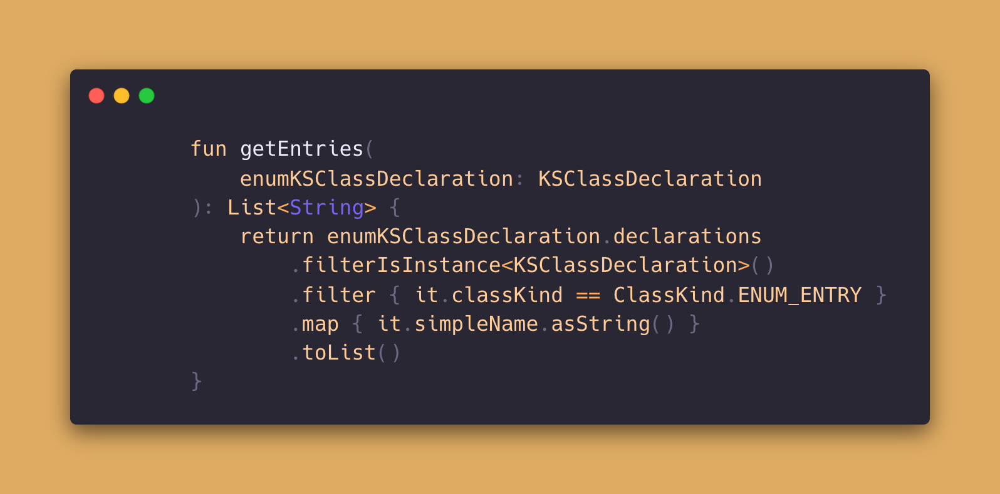 fun getEntries(
    enumKSClassDeclaration: KSClassDeclaration
): List<String> {
    return enumKSClassDeclaration.declarations
        .filterIsInstance<KSClassDeclaration>()
        .filter { it.classKind == ClassKind.ENUM_ENTRY }
        .map { it.simpleName.asString() }
        .toList()
}